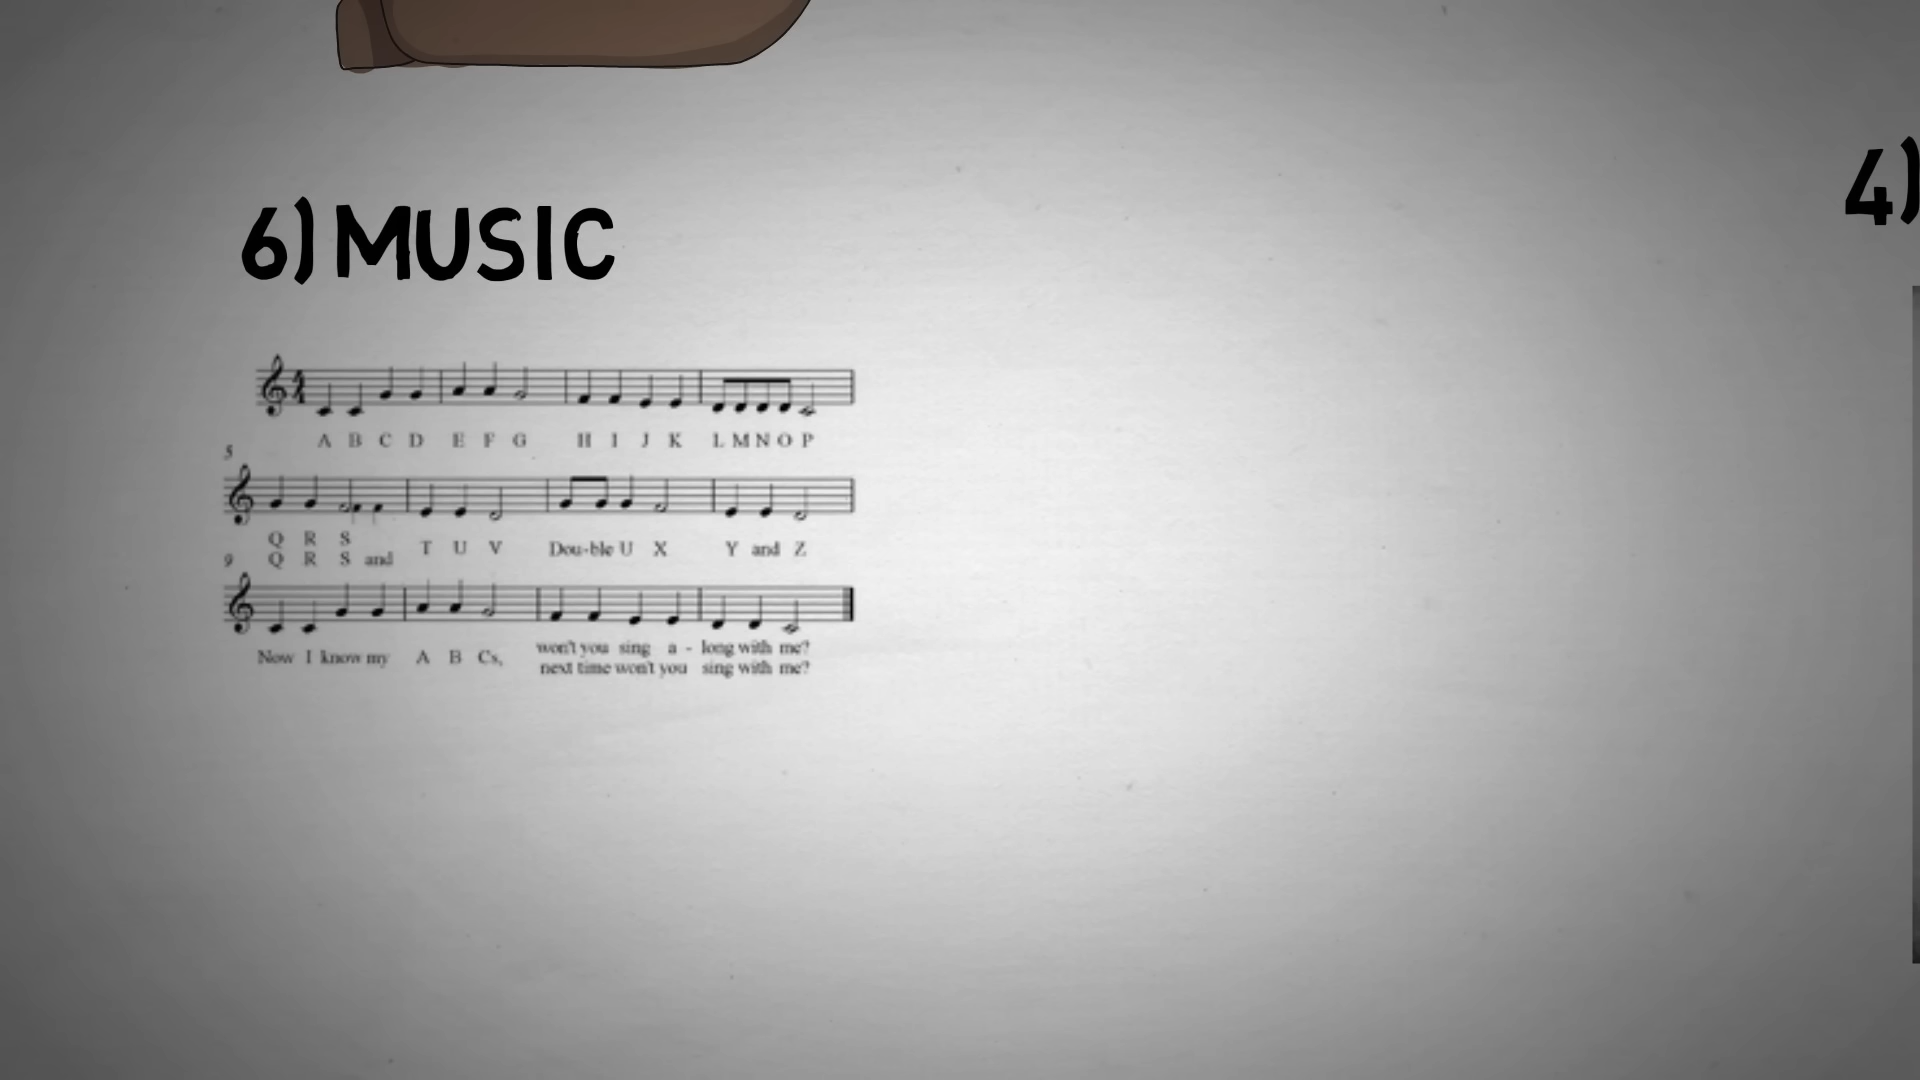 6) MUSIC
4)
A B C D E F G H I J K L M N O P
5
Q R S
Q R S and T U V Dou-ble U X Y and Z
9
Now I know my A B Cs,
won't you sing a - long with me?
next time won't you sing with me?